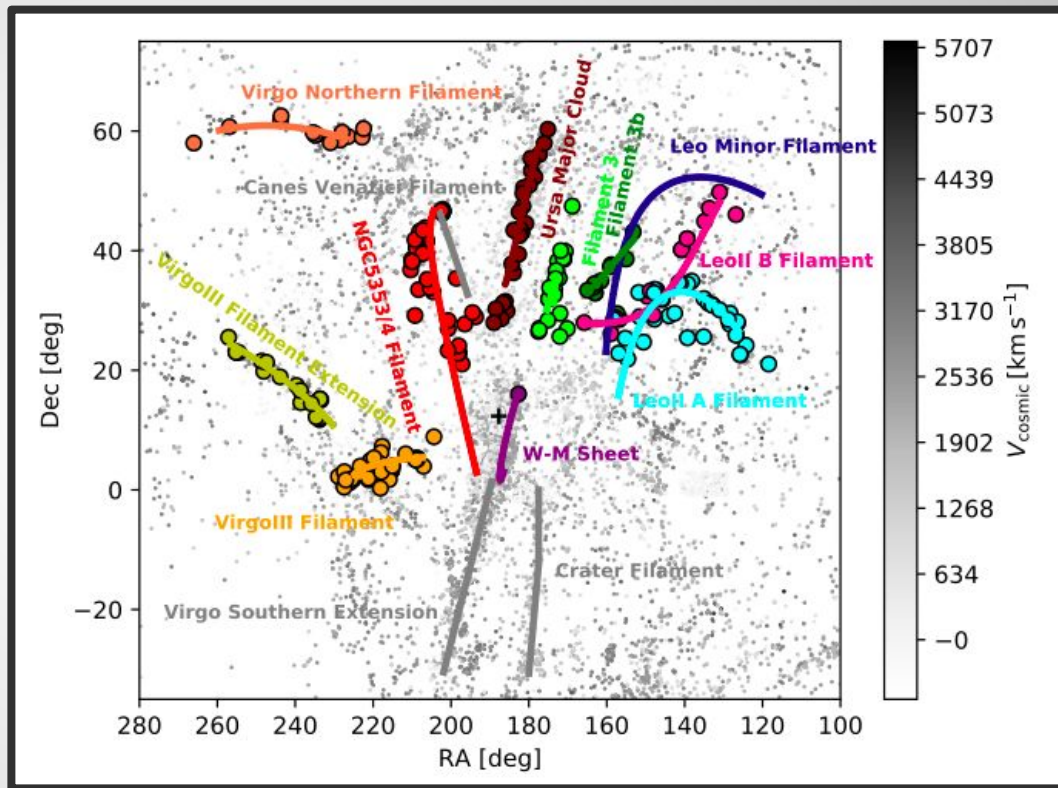 Virgo Northern Filament
Ursa Major Cloud
Filament 3
Filament 3b
Leo Minor Filament
Canes Venatici Filament
NGC5353/4 Filament
LeoII B Filament
VirgoIII Filament Extension
LeoII A Filament
W-M Sheet
VirgoIII Filament
Crater Filament
Virgo Southern Extension
Dec [deg]
60
40
20
0
−20
280 260 240 220 200 180 160 140 120 100
RA [deg]
5707
5073
4439
3805
3170
2536
1902
1268
634
−0
Vcosmic [km s⁻¹]